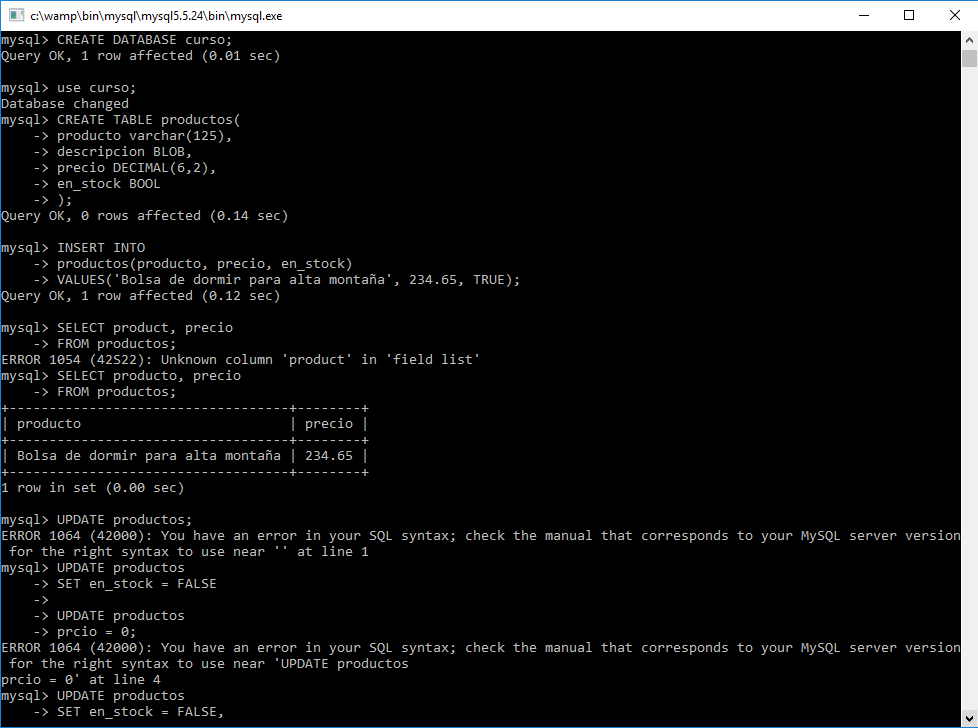 c:\wamp\bin\mysql\mysql5.5.24\bin\mysql.exe
mysql> CREATE DATABASE curso;
Query OK, 1 row affected (0.01 sec)
mysql> use curso;
Database changed
mysql> CREATE TABLE productos(
    -> producto varchar(125),
    -> descripcion BLOB,
    -> precio DECIMAL(6,2),
    -> en_stock BOOL
    -> );
Query OK, 0 rows affected (0.14 sec)
mysql> INSERT INTO
    -> productos(producto, precio, en_stock)
    -> VALUES('Bolsa de dormir para alta montaña', 234.65, TRUE);
Query OK, 1 row affected (0.12 sec)
mysql> SELECT product, precio
    -> FROM productos;
ERROR 1054 (42S22): Unknown column 'product' in 'field list'
mysql> SELECT producto, precio
    -> FROM productos;
+-----------------------------------+--------+
| producto                          | precio |
+-----------------------------------+--------+
| Bolsa de dormir para alta montaña | 234.65 |
+-----------------------------------+--------+
1 row in set (0.00 sec)
mysql> UPDATE productos;
ERROR 1064 (42000): You have an error in your SQL syntax; check the manual that corresponds to your MySQL server version
 for the right syntax to use near '' at line 1
mysql> UPDATE productos
    -> SET en_stock = FALSE
    ->
    -> UPDATE productos
    -> prcio = 0;
ERROR 1064 (42000): You have an error in your SQL syntax; check the manual that corresponds to your MySQL server version
 for the right syntax to use near 'UPDATE productos
prcio = 0' at line 4
mysql> UPDATE productos
    -> SET en_stock = FALSE,